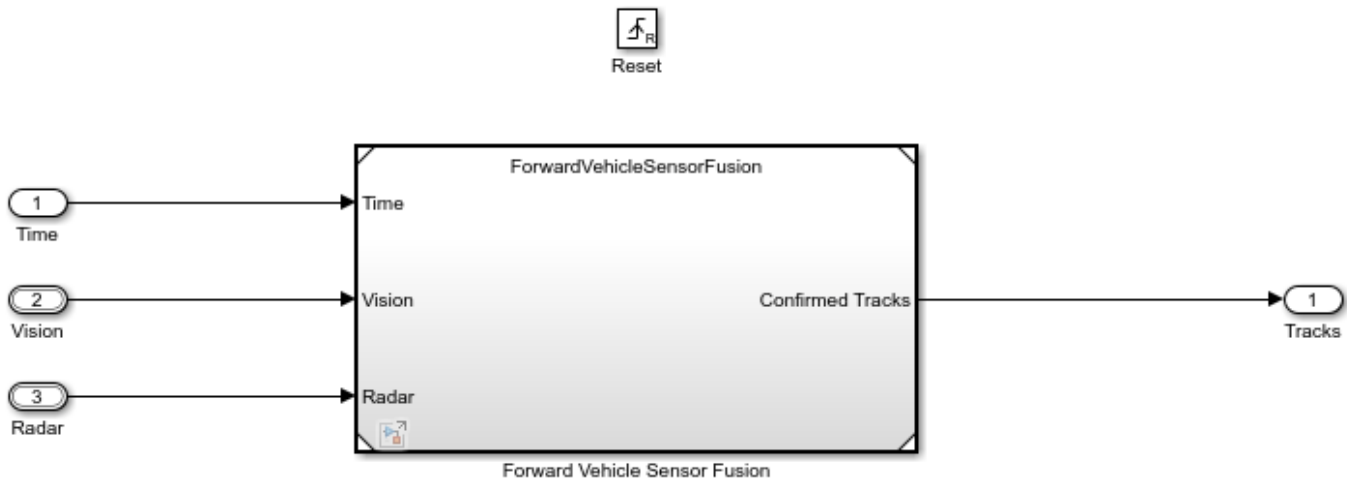 R
Reset
ForwardVehicleSensorFusion
1
Time
Time
2
Vision
Vision
Confirmed Tracks
1
Tracks
3
Radar
Radar
Forward Vehicle Sensor Fusion